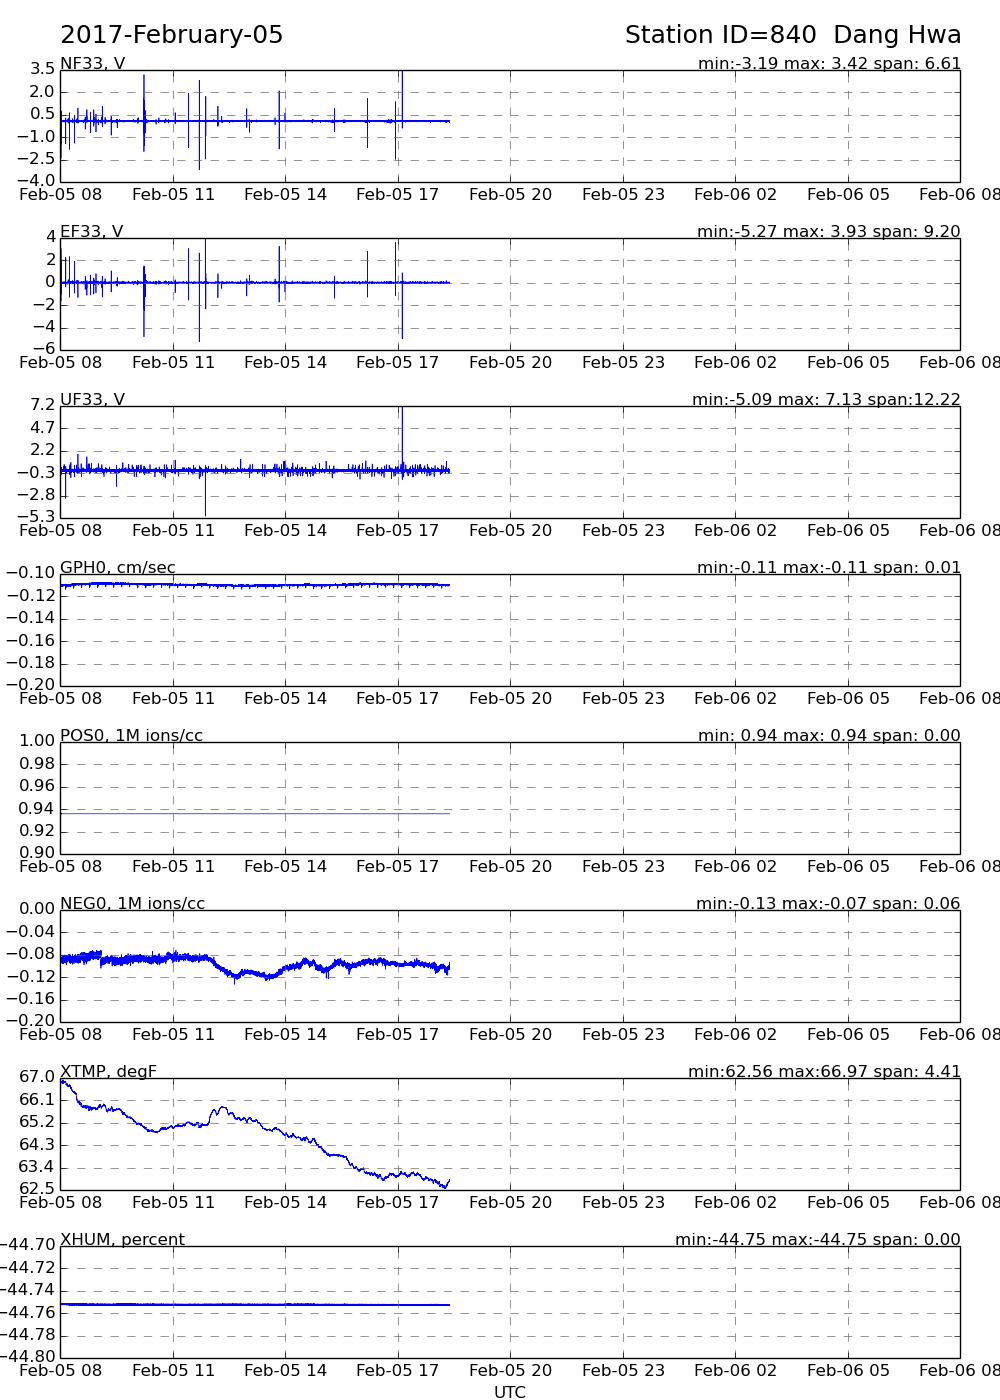 2017-February-05 Station ID=840  Dang Hwa
NF33, V min:-3.19 max: 3.42 span: 6.61
3.5
2.0
0.5
−1.0
−2.5
−4.0
Feb-05 08 Feb-05 11 Feb-05 14 Feb-05 17 Feb-05 20 Feb-05 23 Feb-06 02 Feb-06 05 Feb-06 08
EF33, V min:-5.27 max: 3.93 span: 9.20
4
2
0
−2
−4
−6
Feb-05 08 Feb-05 11 Feb-05 14 Feb-05 17 Feb-05 20 Feb-05 23 Feb-06 02 Feb-06 05 Feb-06 08
UF33, V min:-5.09 max: 7.13 span:12.22
7.2
4.7
2.2
−0.3
−2.8
−5.3
Feb-05 08 Feb-05 11 Feb-05 14 Feb-05 17 Feb-05 20 Feb-05 23 Feb-06 02 Feb-06 05 Feb-06 08
GPH0, cm/sec min:-0.11 max:-0.11 span: 0.01
−0.10
−0.12
−0.14
−0.16
−0.18
−0.20
Feb-05 08 Feb-05 11 Feb-05 14 Feb-05 17 Feb-05 20 Feb-05 23 Feb-06 02 Feb-06 05 Feb-06 08
POS0, 1M ions/cc min: 0.94 max: 0.94 span: 0.00
1.00
0.98
0.96
0.94
0.92
0.90
Feb-05 08 Feb-05 11 Feb-05 14 Feb-05 17 Feb-05 20 Feb-05 23 Feb-06 02 Feb-06 05 Feb-06 08
NEG0, 1M ions/cc min:-0.13 max:-0.07 span: 0.06
0.00
−0.04
−0.08
−0.12
−0.16
−0.20
Feb-05 08 Feb-05 11 Feb-05 14 Feb-05 17 Feb-05 20 Feb-05 23 Feb-06 02 Feb-06 05 Feb-06 08
XTMP, degF min:62.56 max:66.97 span: 4.41
67.0
66.1
65.2
64.3
63.4
62.5
Feb-05 08 Feb-05 11 Feb-05 14 Feb-05 17 Feb-05 20 Feb-05 23 Feb-06 02 Feb-06 05 Feb-06 08
XHUM, percent min:-44.75 max:-44.75 span: 0.00
−44.70
−44.72
−44.74
−44.76
−44.78
−44.80
Feb-05 08 Feb-05 11 Feb-05 14 Feb-05 17 Feb-05 20 Feb-05 23 Feb-06 02 Feb-06 05 Feb-06 08
UTC